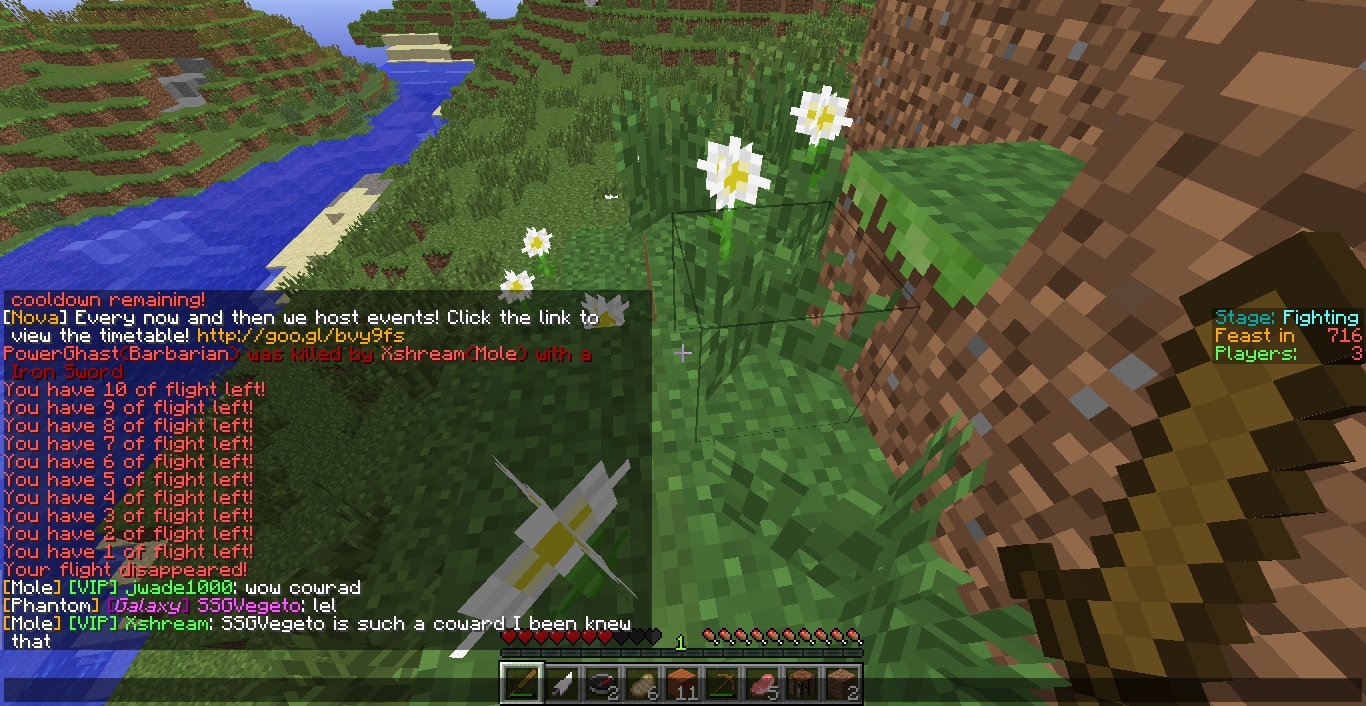 cooldown remaining!
[Nova] Every now and then we host events! Click the link to
view the timetable! http://goo.gl/bvy9fs
PowerGhast(Barbarian) was killed by Xshream(Mole) with a
Iron Sword
You have 10 of flight left!
You have 9 of flight left!
You have 8 of flight left!
You have 7 of flight left!
You have 6 of flight left!
You have 5 of flight left!
You have 4 of flight left!
You have 3 of flight left!
You have 2 of flight left!
You have 1 of flight left!
Your flight disappeared!
[Mole] [VIP] jwade1000: wow cowrad
[Phantom] [Galaxy] SSGVegeto: lel
[Mole] [VIP] Xshream: SSGVegeto is such a coward I been knew
that
Stage: Fighting
Feast in 716
Players: 3
1
2 6 11 5 2